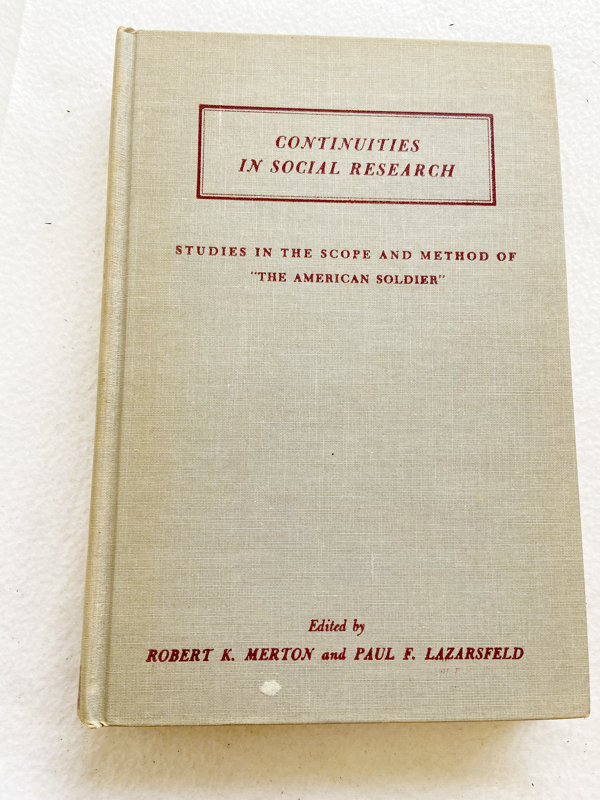 CONTINUITIES
IN SOCIAL RESEARCH
STUDIES IN THE SCOPE AND METHOD OF
"THE AMERICAN SOLDIER"
Edited by
ROBERT K. MERTON and PAUL F. LAZARSFELD